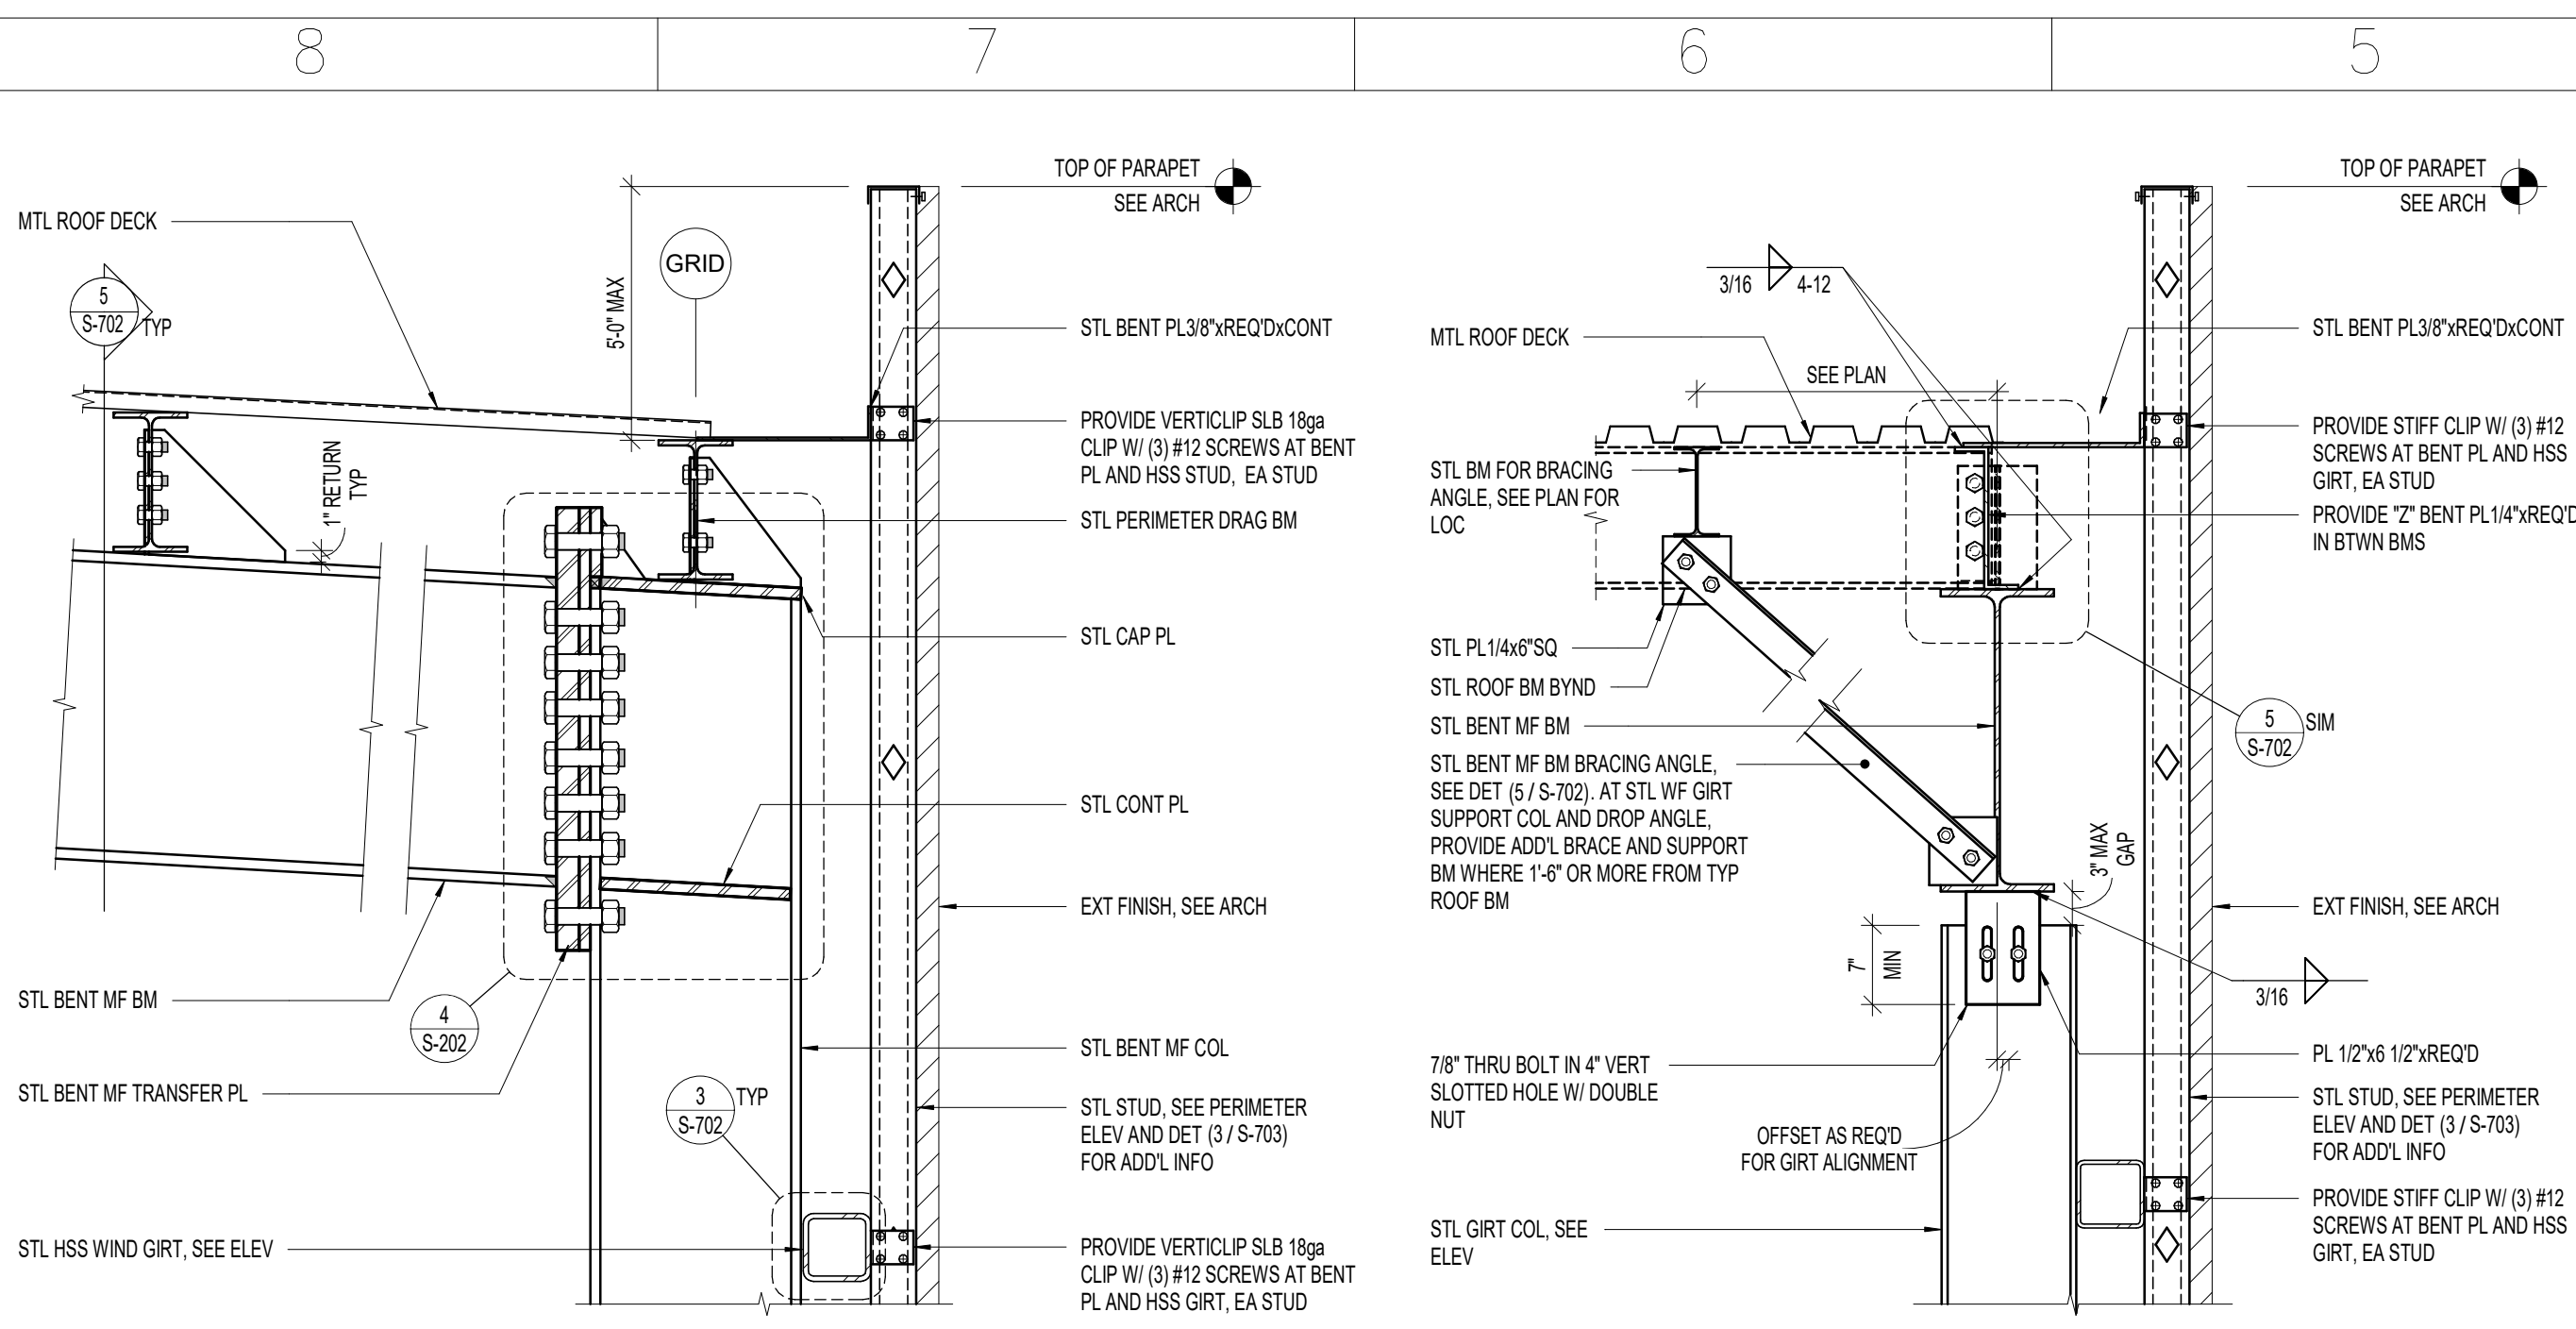 8
7
6
5
TOP OF PARAPET
SEE ARCH
MTL ROOF DECK
5
S-702
TYP
5'-0" MAX
GRID
1" RETURN
TYP
STL BENT PL3/8"xREQ'DxCONT
PROVIDE VERTICLIP SLB 18ga
CLIP W/ (3) #12 SCREWS AT BENT
PL AND HSS STUD, EA STUD
STL PERIMETER DRAG BM
STL CAP PL
STL CONT PL
EXT FINISH, SEE ARCH
STL BENT MF BM
4
S-202
STL BENT MF COL
STL BENT MF TRANSFER PL
3
S-702
TYP
STL STUD, SEE PERIMETER
ELEV AND DET (3 / S-703)
FOR ADD'L INFO
STL HSS WIND GIRT, SEE ELEV
PROVIDE VERTICLIP SLB 18ga
CLIP W/ (3) #12 SCREWS AT BENT
PL AND HSS GIRT, EA STUD
TOP OF PARAPET
SEE ARCH
3/16
4-12
MTL ROOF DECK
SEE PLAN
STL BENT PL3/8"xREQ'DxCONT
STL BM FOR BRACING
ANGLE, SEE PLAN FOR
LOC
PROVIDE STIFF CLIP W/ (3) #12
SCREWS AT BENT PL AND HSS
GIRT, EA STUD
PROVIDE "Z" BENT PL1/4"xREQ'D
IN BTWN BMS
STL PL1/4x6"SQ
STL ROOF BM BYND
STL BENT MF BM
5
S-702
SIM
STL BENT MF BM BRACING ANGLE,
SEE DET (5 / S-702). AT STL WF GIRT
SUPPORT COL AND DROP ANGLE,
PROVIDE ADD'L BRACE AND SUPPORT
BM WHERE 1'-6" OR MORE FROM TYP
ROOF BM
3" MAX
GAP
EXT FINISH, SEE ARCH
7"
MIN
3/16
7/8" THRU BOLT IN 4" VERT
SLOTTED HOLE W/ DOUBLE
NUT
PL 1/2"x6 1/2"xREQ'D
STL STUD, SEE PERIMETER
ELEV AND DET (3 / S-703)
FOR ADD'L INFO
OFFSET AS REQ'D
FOR GIRT ALIGNMENT
STL GIRT COL, SEE
ELEV
PROVIDE STIFF CLIP W/ (3) #12
SCREWS AT BENT PL AND HSS
GIRT, EA STUD